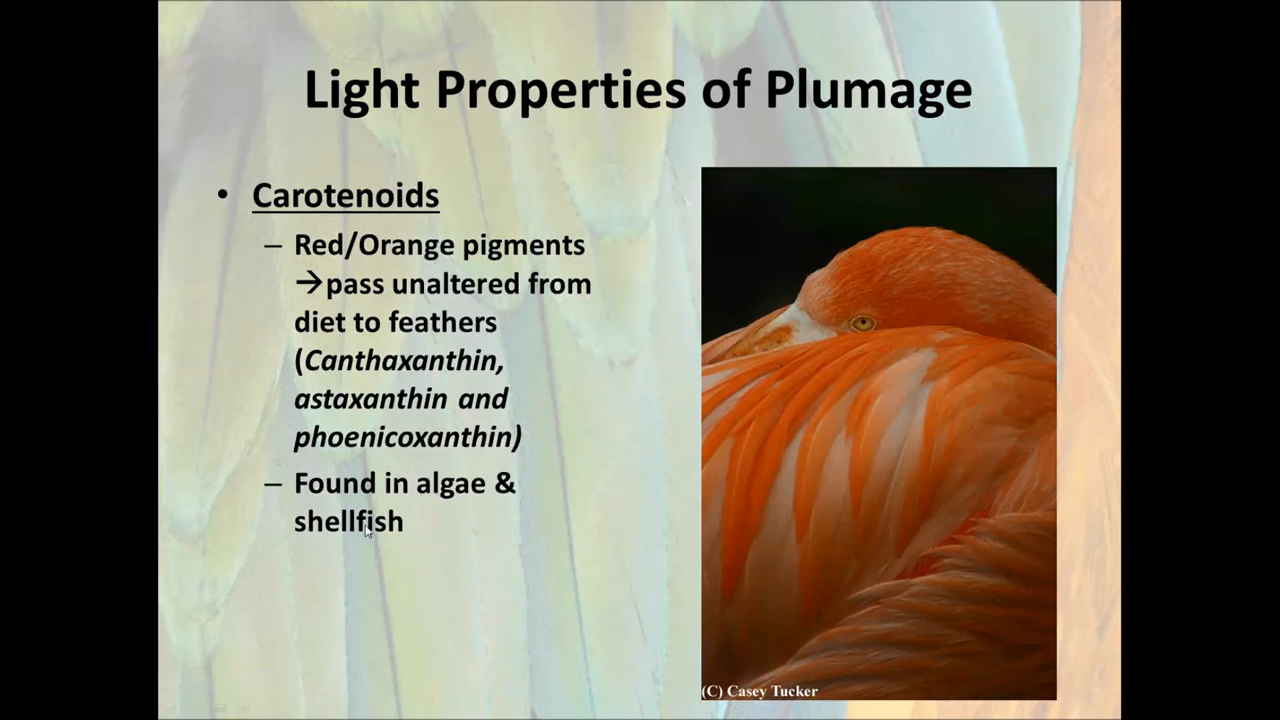 Light Properties of Plumage
• Carotenoids
– Red/Orange pigments
→pass unaltered from
diet to feathers
(Canthaxanthin,
astaxanthin and
phoenicoxanthin)
– Found in algae &
shellfish
(C) Casey Tucker